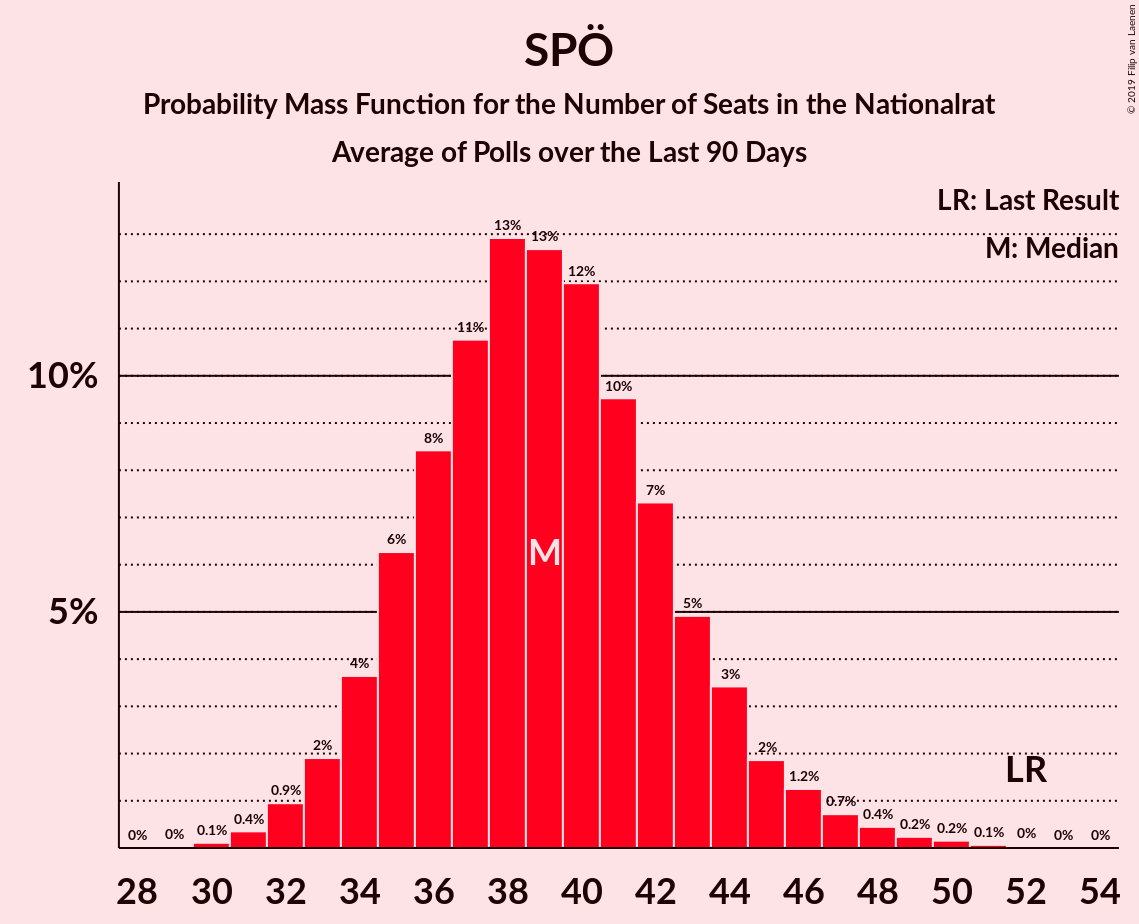 SPÖ
Probability Mass Function for the Number of Seats in the Nationalrat
Average of Polls over the Last 90 Days
© 2019 Filip van Laenen
LR: Last Result
M: Median
10%
5%
0% 0% 0.1% 0.4% 0.9% 2% 4% 6% 8% 11% 13% 13% 12% 10% 7% 5% 3% 2% 1.2% 0.7% 0.4% 0.2% 0.2% 0.1% 0% 0% 0%
M
LR
28 30 32 34 36 38 40 42 44 46 48 50 52 54